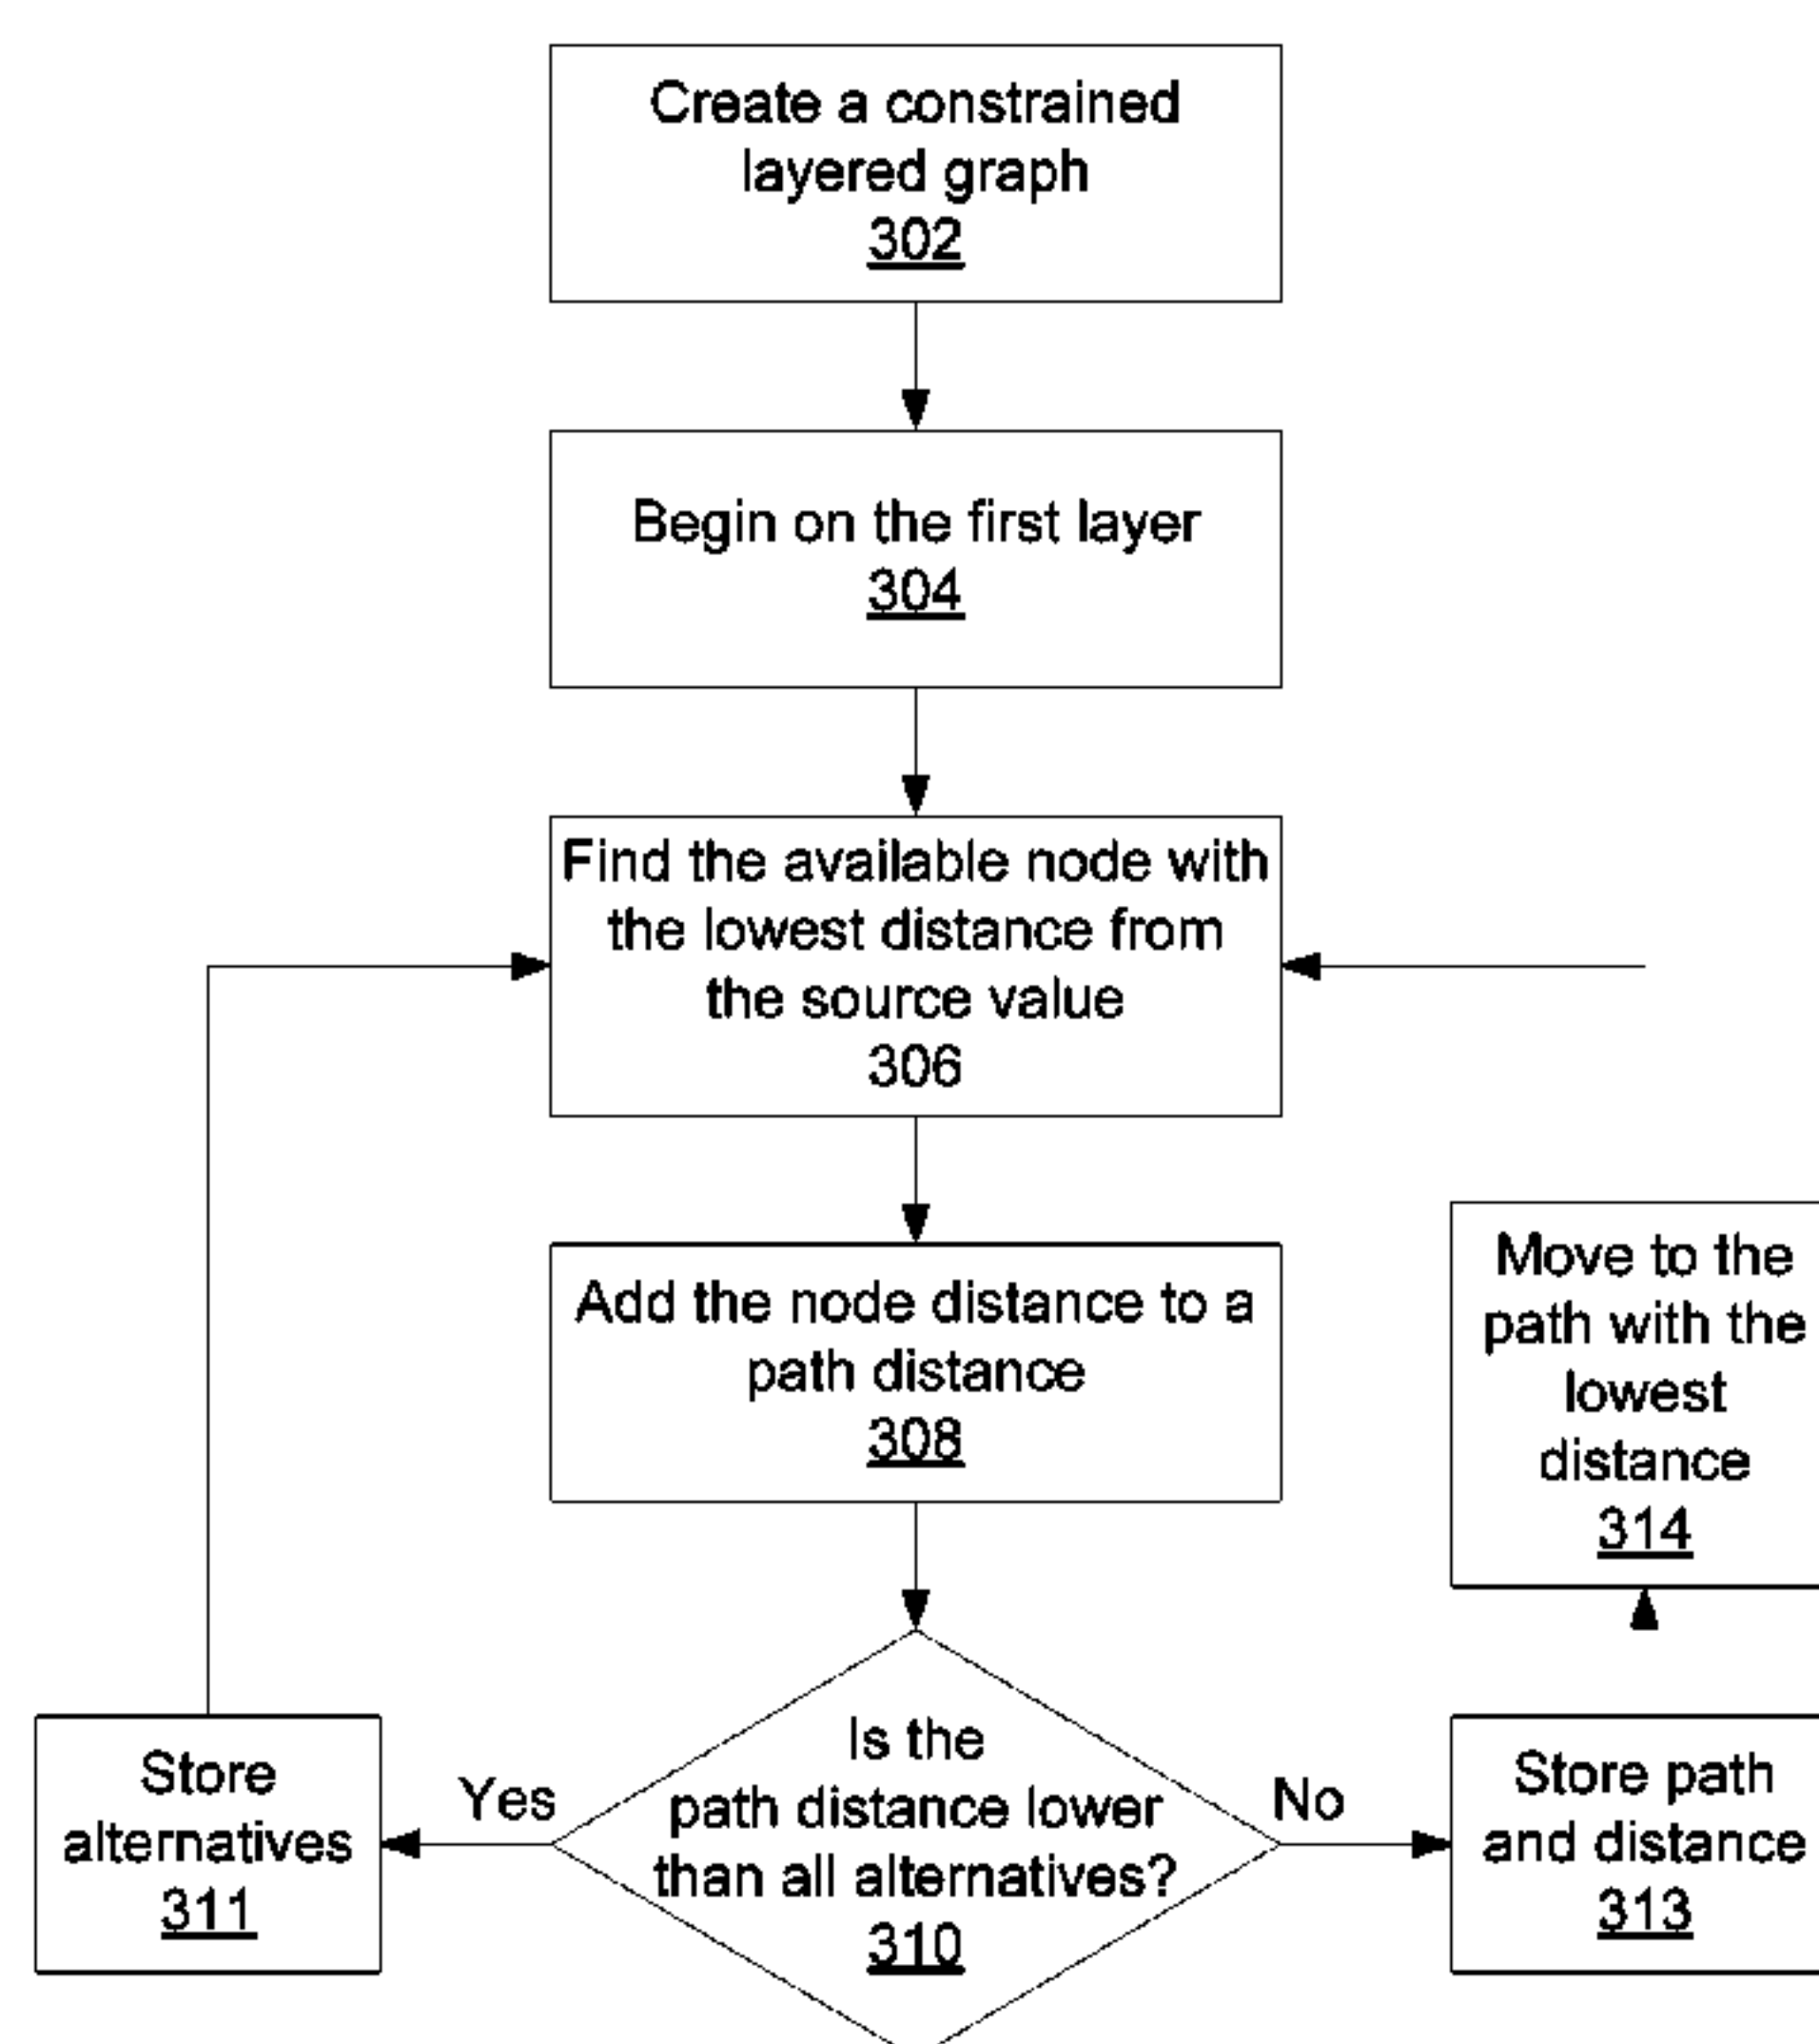 Create a constrained
layered graph
302
Begin on the first layer
304
Find the available node with
the lowest distance from
the source value
306
Add the node distance to a
path distance
308
Move to the
path with the
lowest
distance
314
Is the
path distance lower
than all alternatives?
310
Yes
No
Store
alternatives
311
Store path
and distance
313